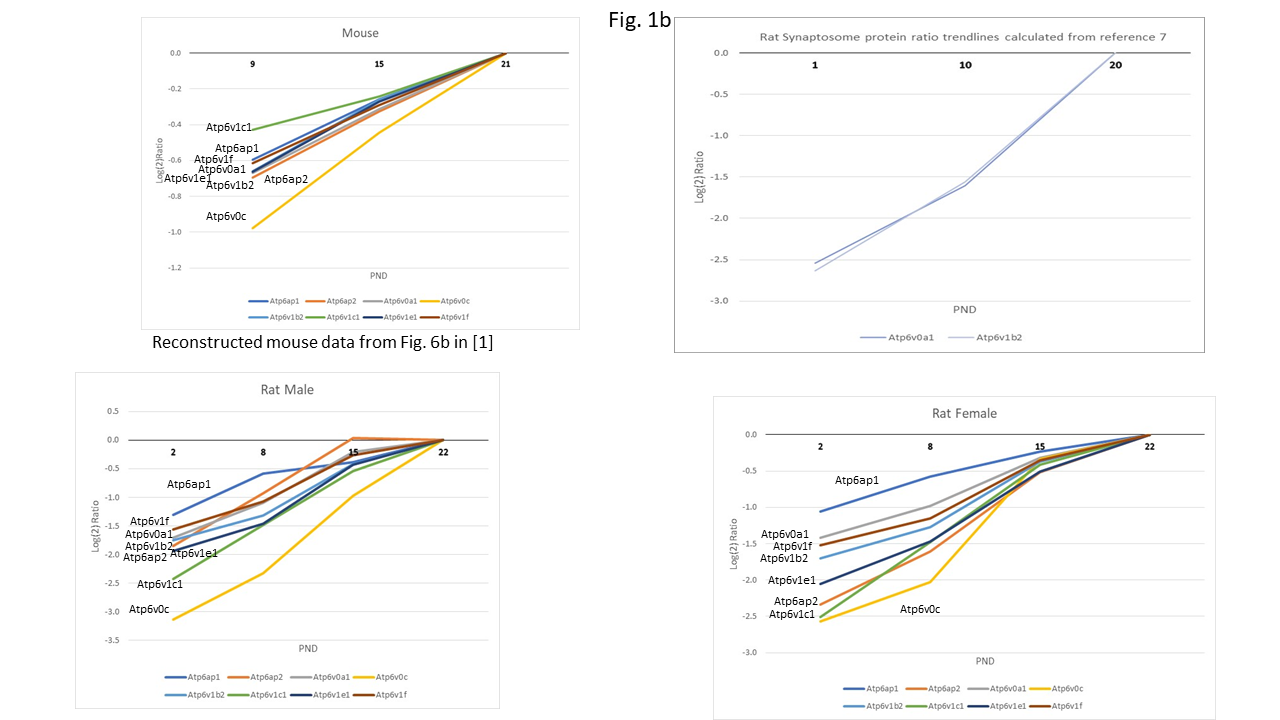 Fig. 1b
Mouse
0.0
-0.2
-0.4
-0.6
-0.8
-1.0
-1.2
9 15 21
Log(2)Ratio
Atp6v1c1
Atp6ap1
Atp6v1f
Atp6v0a1
Atp6v1e1
Atp6ap2
Atp6v1b2
Atp6v0c
PND
Atp6ap1 Atp6ap2 Atp6v0a1 Atp6v0c
Atp6v1b2 Atp6v1c1 Atp6v1e1 Atp6v1f
Reconstructed mouse data from Fig. 6b in [1]
Rat Synaptosome protein ratio trendlines calculated from reference 7
0.0
-0.5
-1.0
-1.5
-2.0
-2.5
-3.0
1 10 20
Log(2) Ratio
PND
Atp6v0a1 Atp6v1b2
Rat Male
0.5
0.0
-0.5
-1.0
-1.5
-2.0
-2.5
-3.0
-3.5
2 8 15 22
Log(2) Ratio
Atp6ap1
Atp6v1f
Atp6v0a1
Atp6v1b2
Atp6v1e1
Atp6ap2
Atp6v1c1
Atp6v0c
PND
Atp6ap1 Atp6ap2 Atp6v0a1 Atp6v0c
Atp6v1b2 Atp6v1c1 Atp6v1e1 Atp6v1f
Rat Female
0.0
-0.5
-1.0
-1.5
-2.0
-2.5
-3.0
2 8 15 22
Log(2) Ratio
Atp6ap1
Atp6v0a1
Atp6v1f
Atp6v1b2
Atp6v1e1
Atp6ap2
Atp6v0c
Atp6v1c1
PND
Atp6ap1 Atp6ap2 Atp6v0a1 Atp6v0c
Atp6v1b2 Atp6v1c1 Atp6v1e1 Atp6v1f